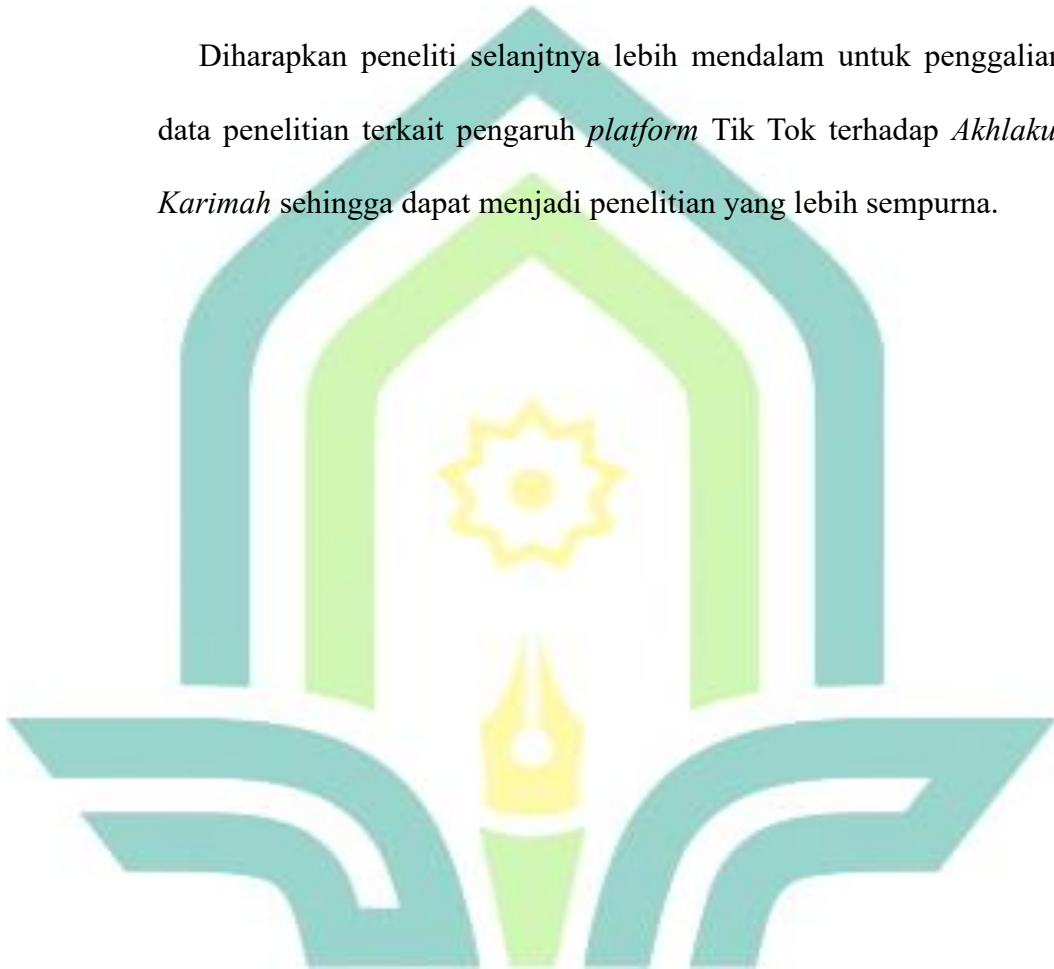 Diharapkan peneliti selanjtnya lebih mendalam untuk penggalian
data penelitian terkait pengaruh platform Tik Tok terhadap Akhlaku
Karimah sehingga dapat menjadi penelitian yang lebih sempurna.